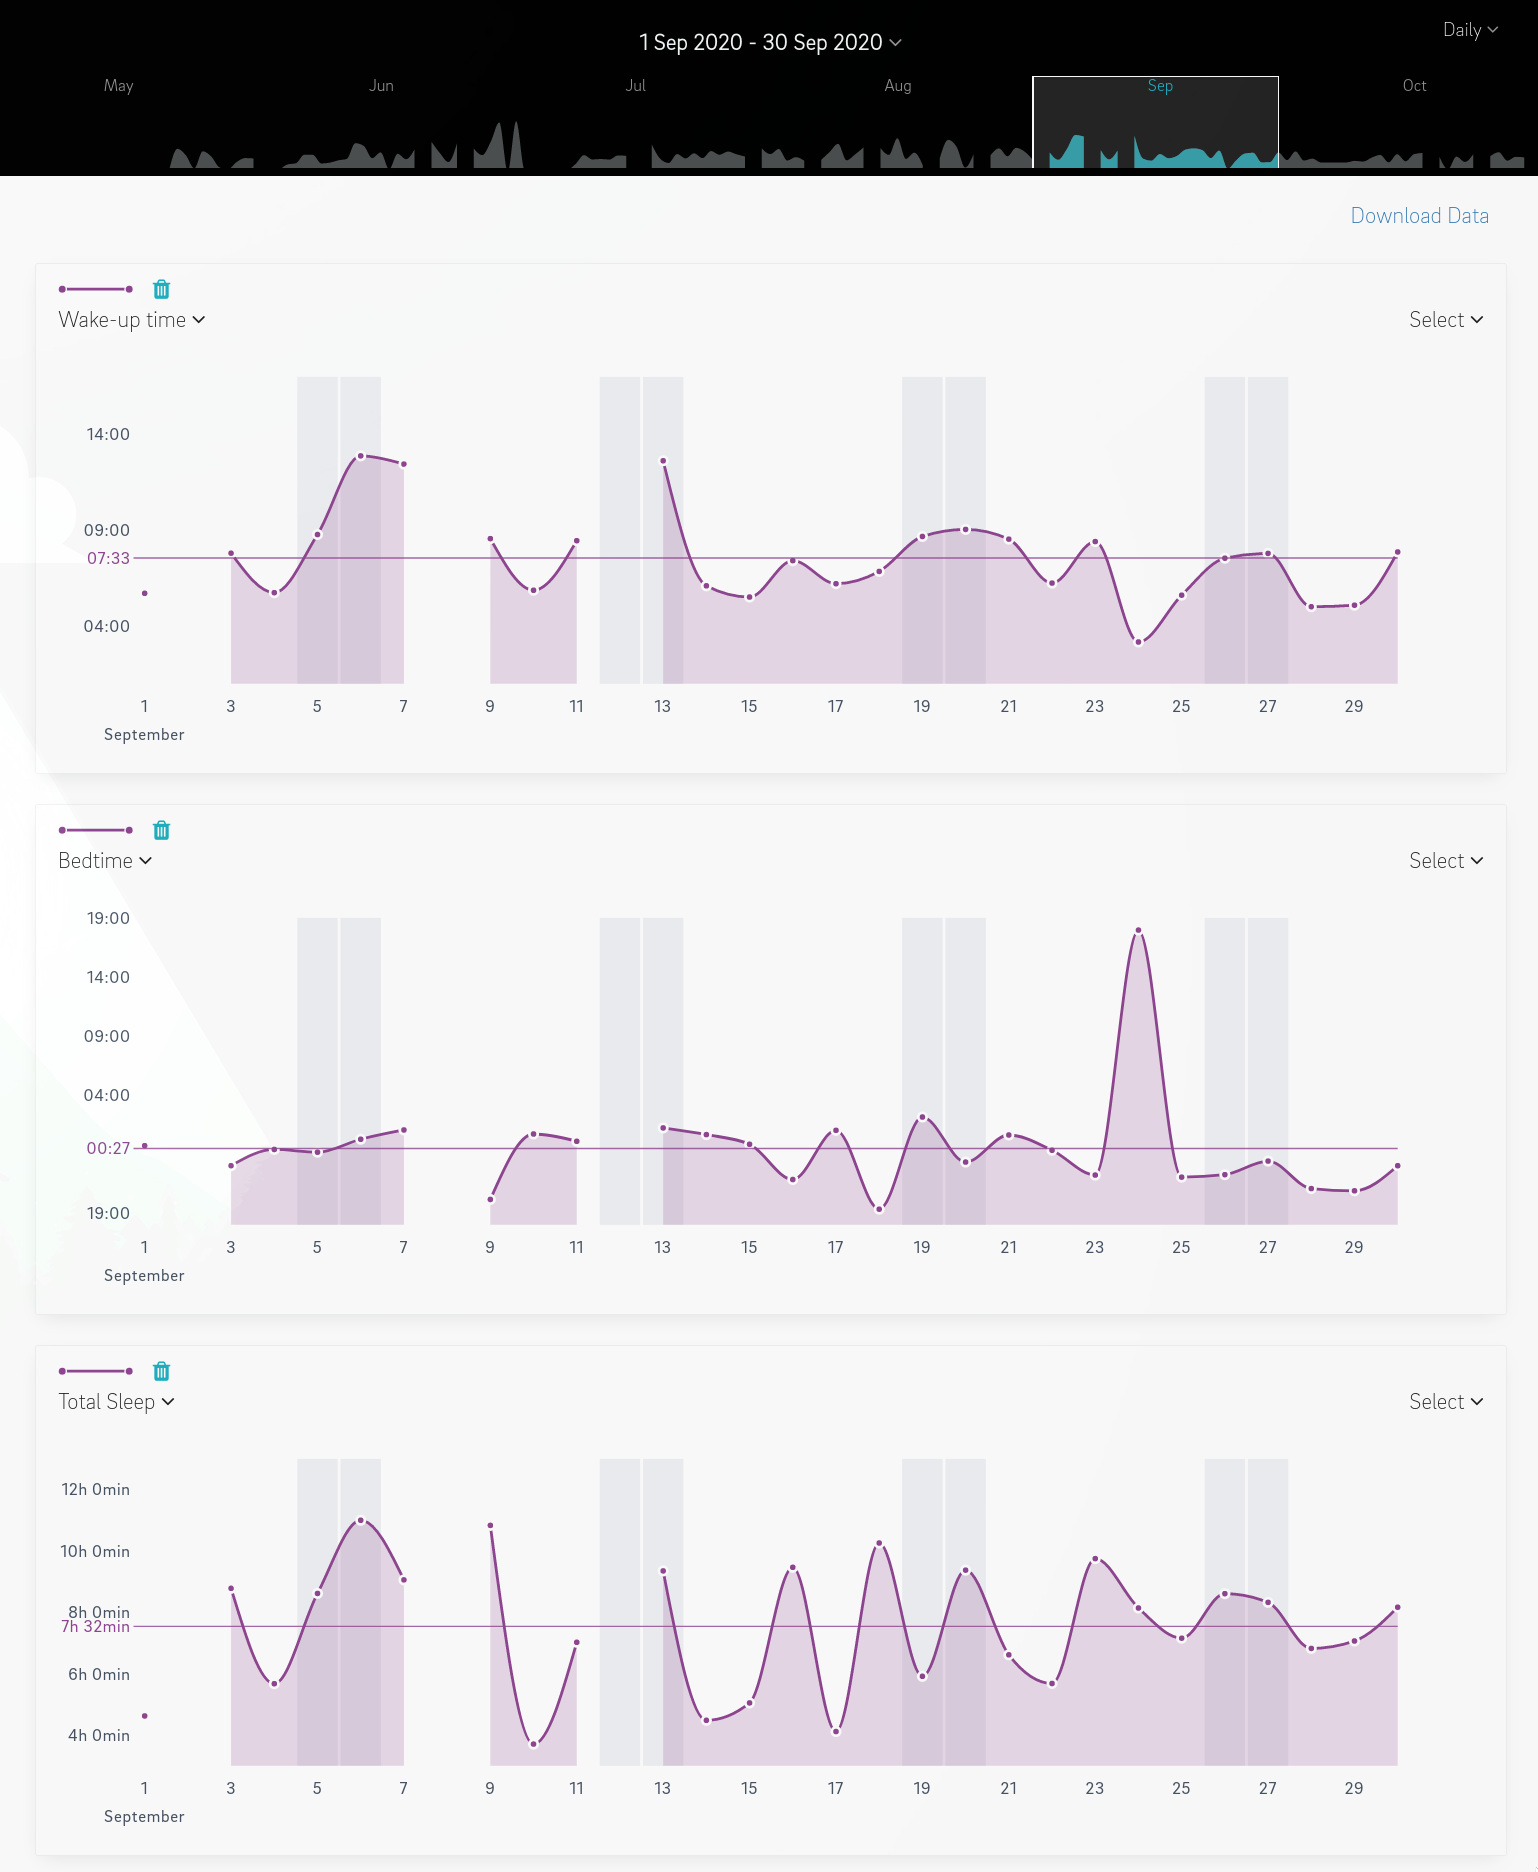 1 Sep 2020 - 30 Sep 2020
Daily
May Jun Jul Aug Sep Oct
Download Data
Wake-up time
Select
14:00
09:00
07:33
04:00
1 3 5 7 9 11 13 15 17 19 21 23 25 27 29
September
Bedtime
Select
19:00
14:00
09:00
04:00
00:27
19:00
1 3 5 7 9 11 13 15 17 19 21 23 25 27 29
September
Total Sleep
Select
12h 0min
10h 0min
8h 0min
7h 32min
6h 0min
4h 0min
1 3 5 7 9 11 13 15 17 19 21 23 25 27 29
September